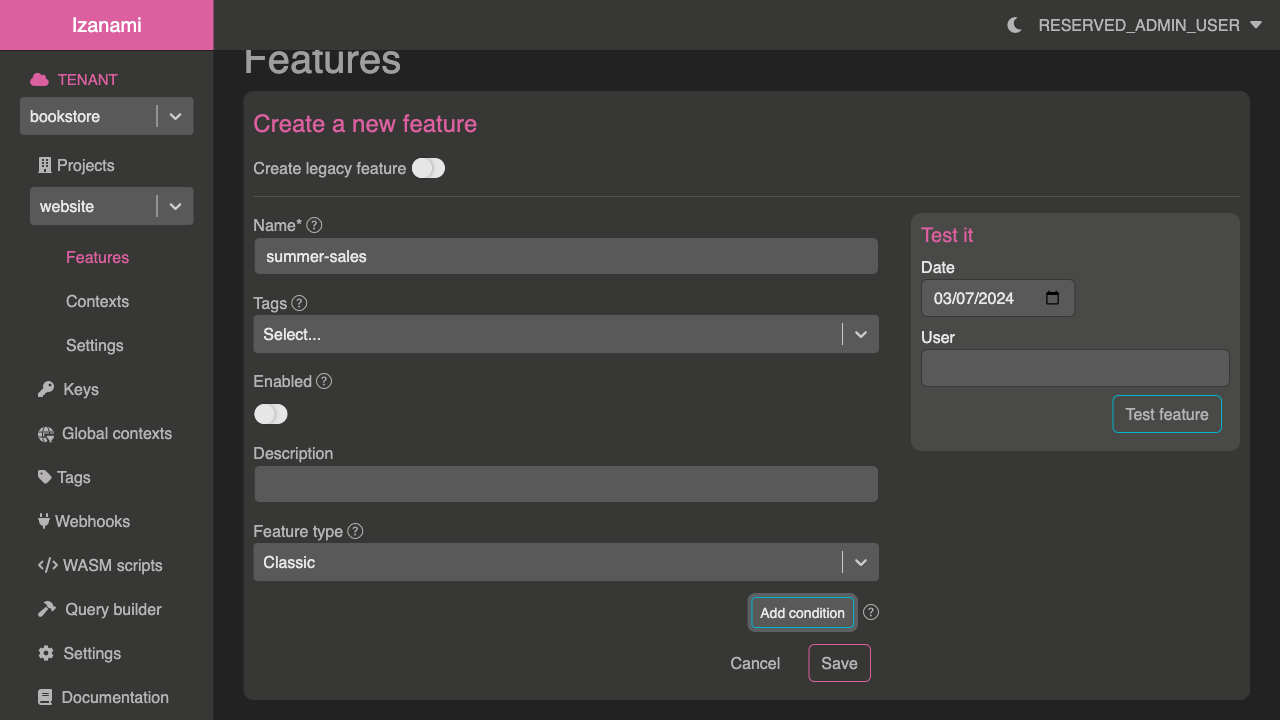 Izanami
RESERVED_ADMIN_USER
TENANT
bookstore
Projects
website
Features
Contexts
Settings
Keys
Global contexts
Tags
Webhooks
WASM scripts
Query builder
Settings
Documentation
Features
Create a new feature
Create legacy feature
Name*
summer-sales
Tags
Select...
Enabled
Description
Feature type
Classic
Add condition
Cancel
Save
Test it
Date
03/07/2024
User
Test feature